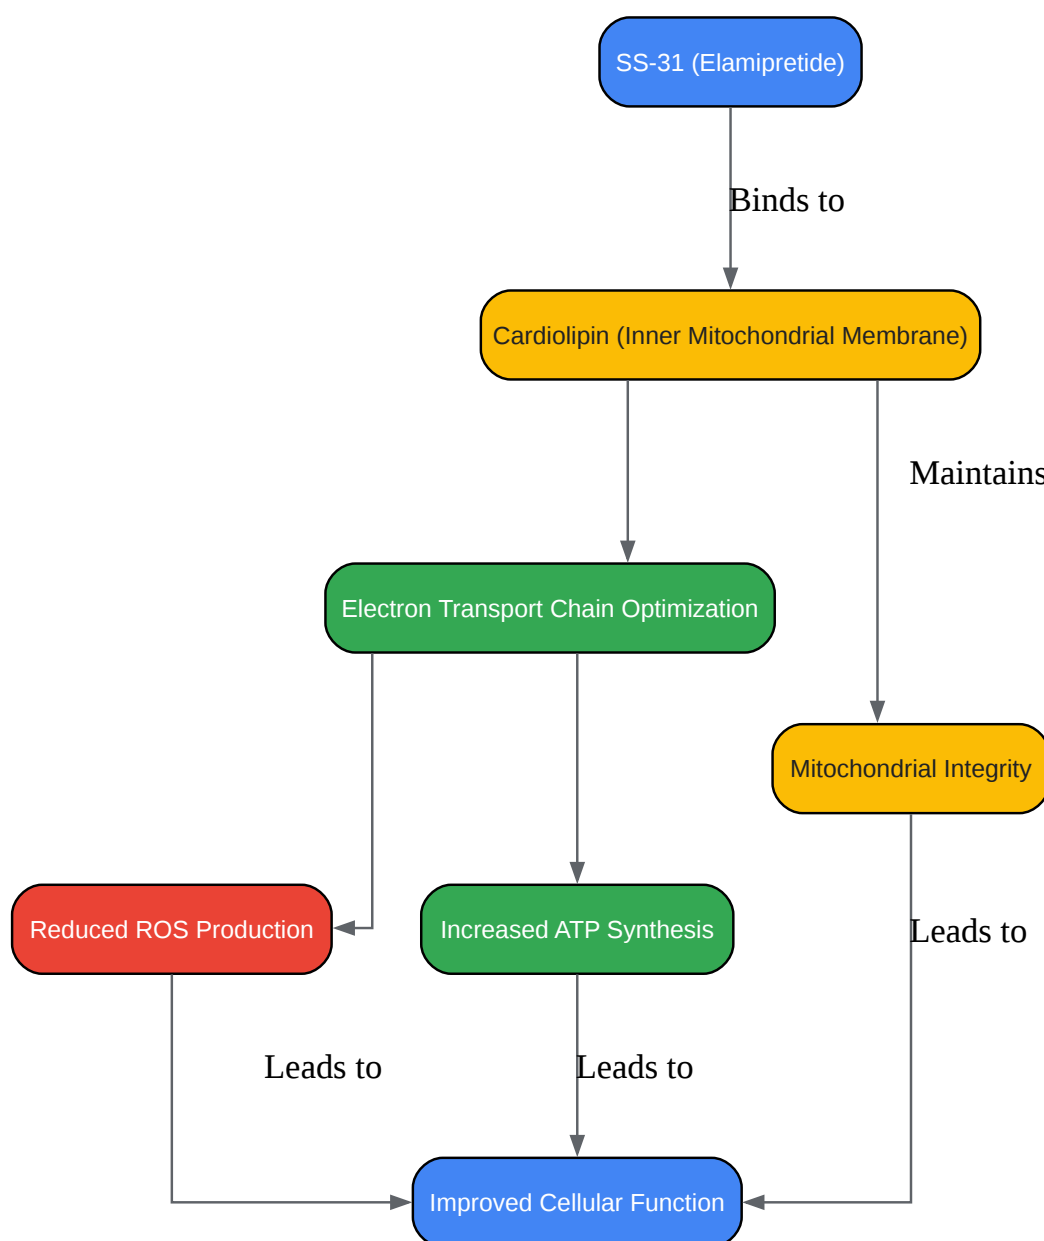 SS-31 (Elamipretide)
Binds to
Cardiolipin (Inner Mitochondrial Membrane)
Maintains
Electron Transport Chain Optimization
Mitochondrial Integrity
Reduced ROS Production
Increased ATP Synthesis
Leads to
Leads to
Leads to
Improved Cellular Function